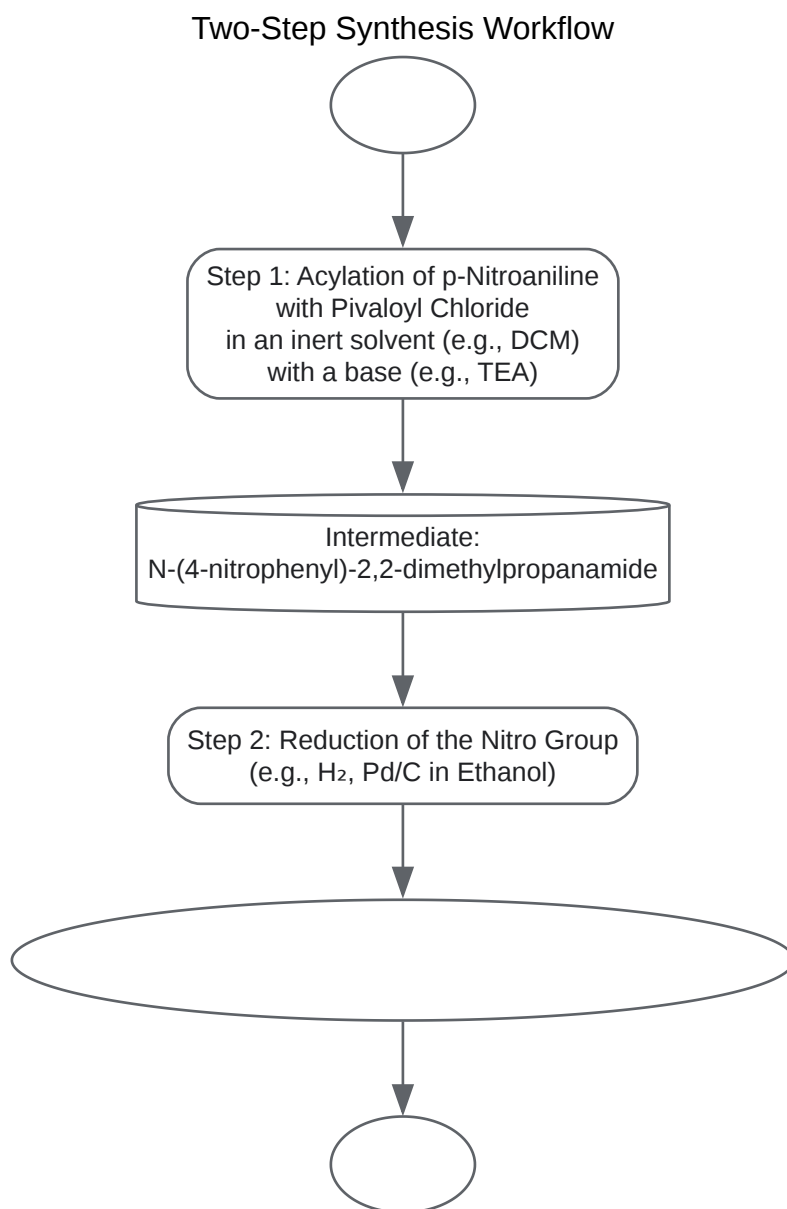 Two-Step Synthesis Workflow
Step 1: Acylation of p-Nitroaniline
with Pivaloyl Chloride
in an inert solvent (e.g., DCM)
with a base (e.g., TEA)
Intermediate:
N-(4-nitrophenyl)-2,2-dimethylpropanamide
Step 2: Reduction of the Nitro Group
(e.g., H₂, Pd/C in Ethanol)